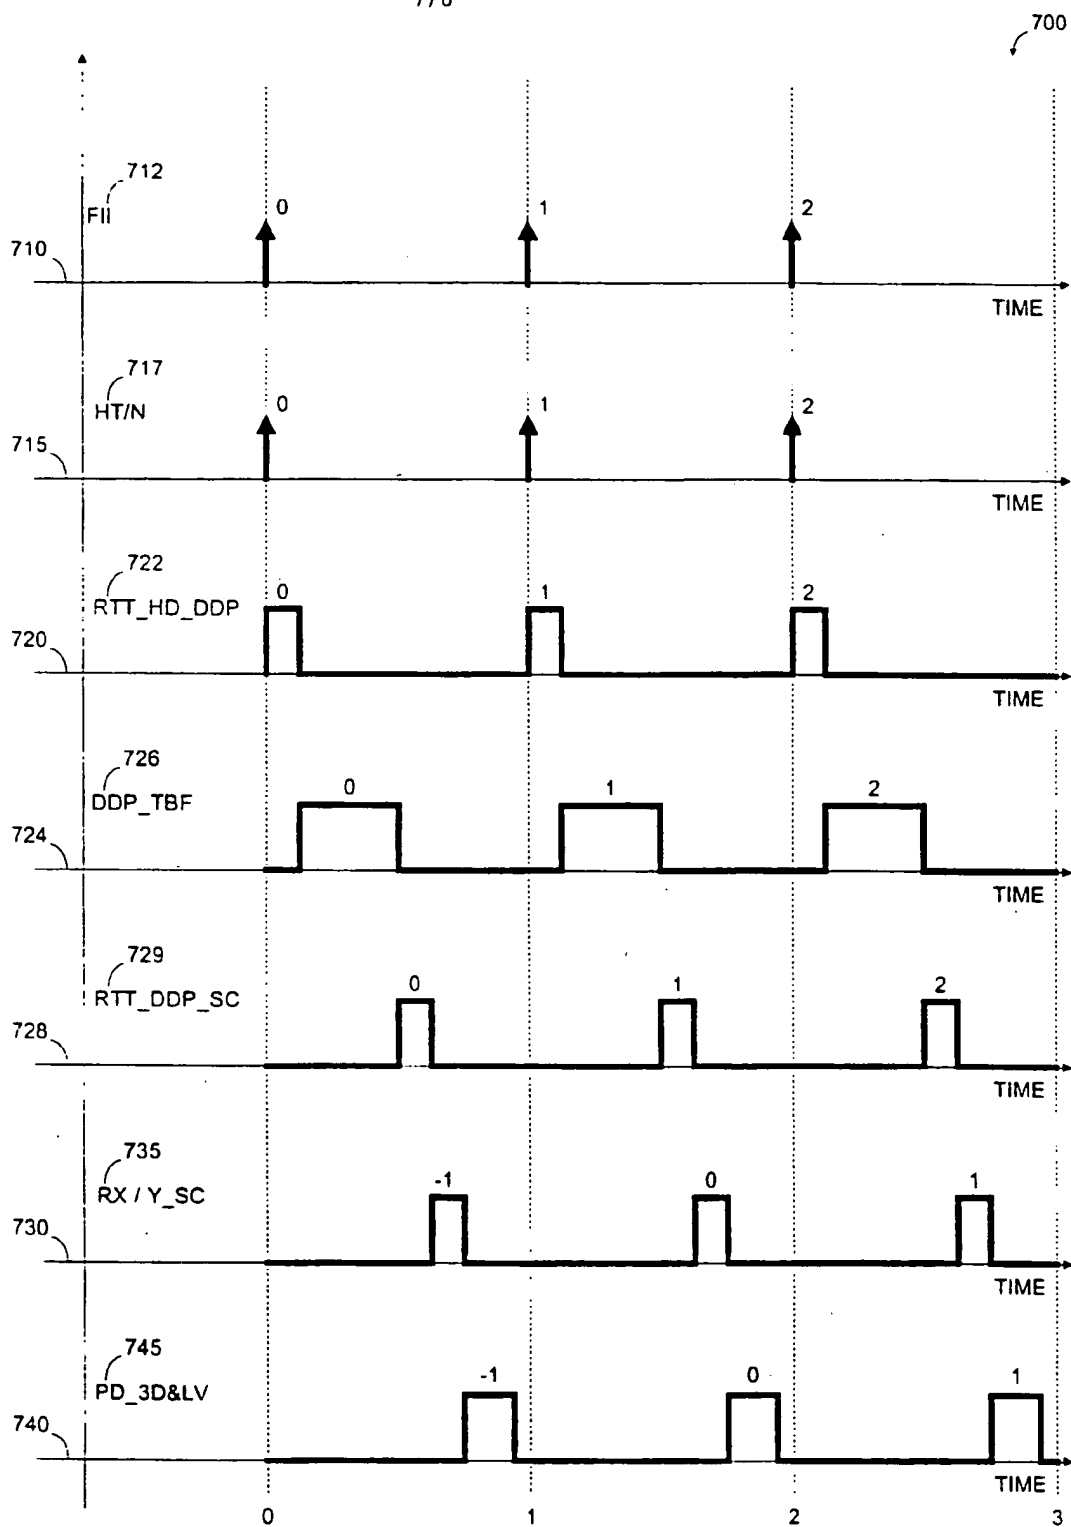 700
712
FII
0
1
2
710
TIME
717
HT/N
0
1
2
715
TIME
722
RTT_HD_DDP
0
1
2
720
TIME
726
DDP_TBF
0
1
2
724
TIME
729
RTT_DDP_SC
0
1
2
728
TIME
735
RX / Y_SC
-1
0
1
730
TIME
745
PD_3D&LV
-1
0
1
740
TIME
0 1 2 3